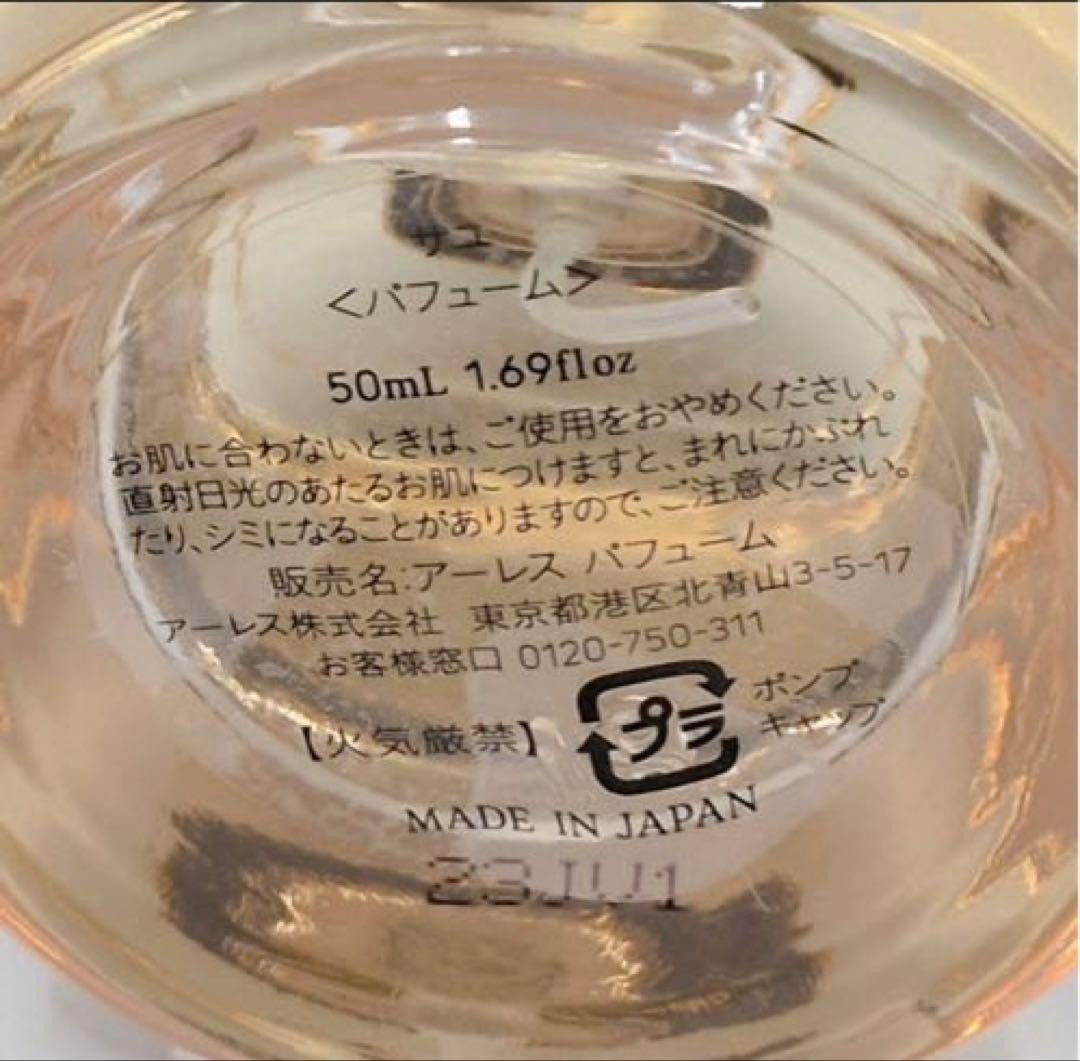 サユ
＜パフューム＞
50mL 1.69floz
お肌に合わないときは、ご使用をおやめください。
直射日光のあたるお肌につけますと、まれにかぶれ
たり、シミになることがありますので、ご注意ください。
販売名:アーレス パフューム
アーレス株式会社 東京都港区北青山3-5-17
お客様窓口 0120-750-311
【火気厳禁】
プラ
ポンプ
キャップ
MADE IN JAPAN